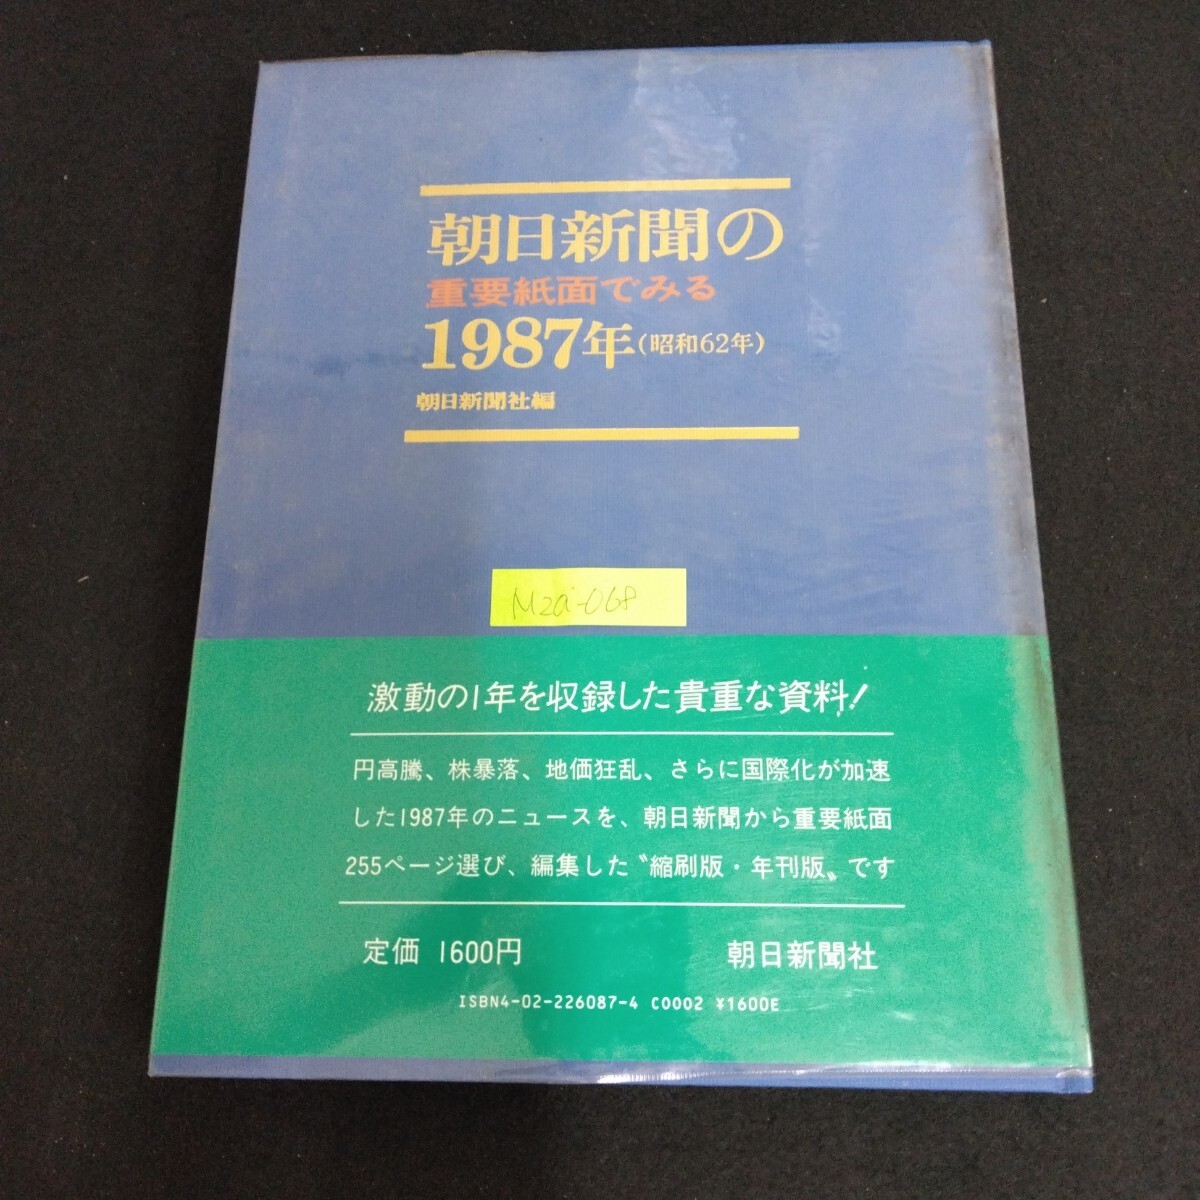 朝日新聞の
重要紙面でみる
1987年(昭和62年)
朝日新聞社編
M2a-068
激動の1年を収録した貴重な資料!
円高騰、株暴落、地価狂乱、さらに国際化が加速
した1987年のニュースを、朝日新聞から重要紙面
255ページ選び、編集した〝縮刷版・年刊版〟です
定価 1600円 朝日新聞社
ISBN4-02-226087-4 C0002 ¥1600E